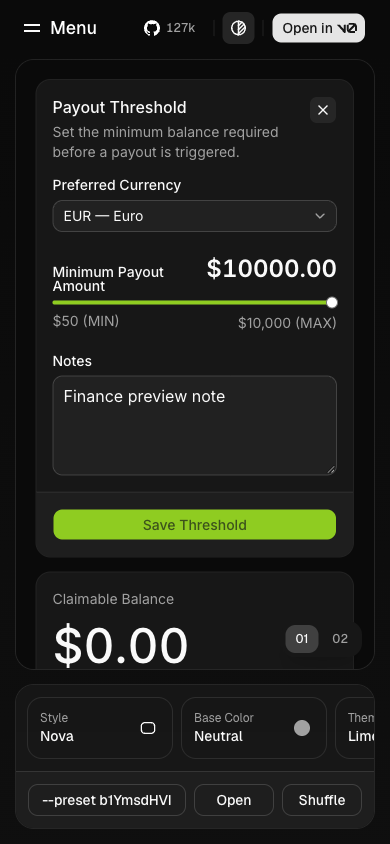 Menu
127k
Open in v0
Payout Threshold
Set the minimum balance required
before a payout is triggered.
Preferred Currency
EUR — Euro
Minimum Payout
Amount
$10000.00
$50 (MIN)
$10,000 (MAX)
Notes
Finance preview note
Save Threshold
Claimable Balance
$0.00
01
02
Style
Nova
Base Color
Neutral
Them
Lime
--preset b1YmsdHVI
Open
Shuffle